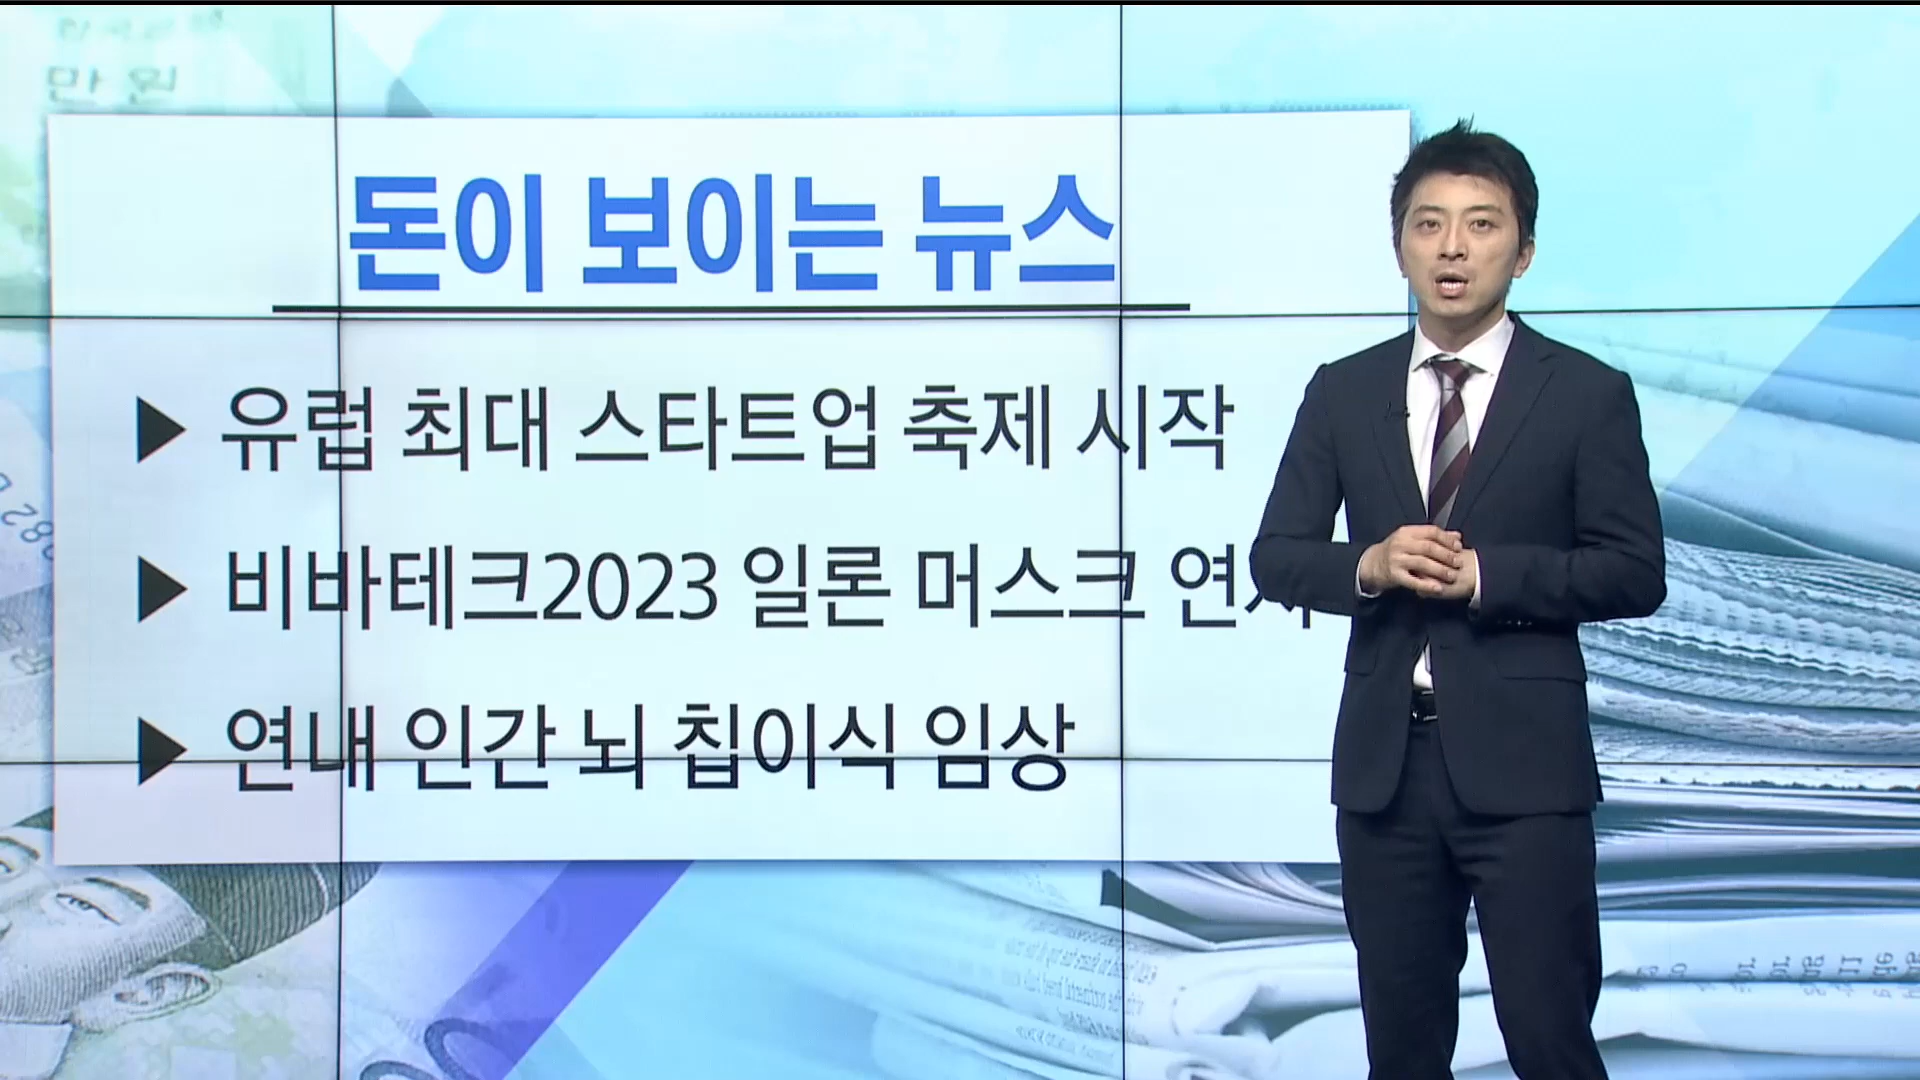 만 원
돈이 보이는 뉴스
▶ 유럽 최대 스타트업 축제 시작
▶ 비바테크2023 일론 머스크
▶ 연내 인간 뇌 칩이식 임상